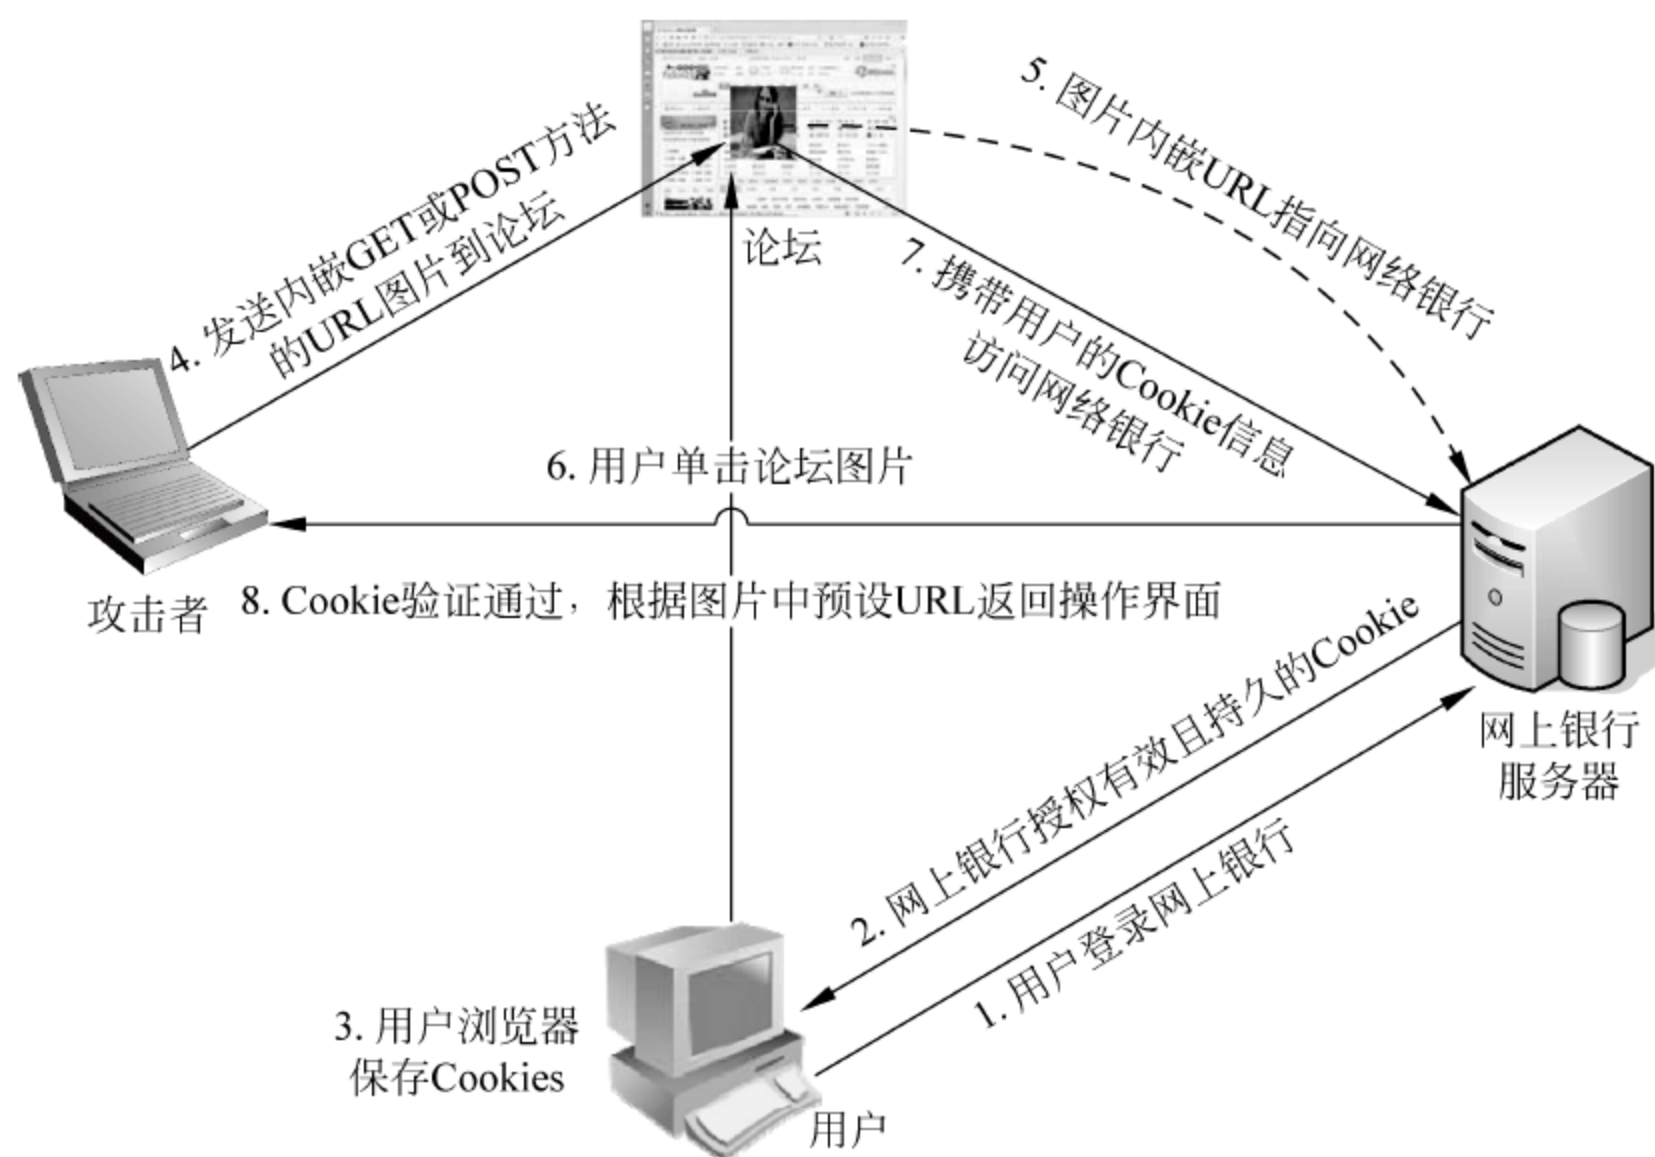 5. 图片内嵌URL指向网络银行
4. 发送内嵌GET或POST方法
的URL图片到论坛
论坛
7. 携带用户的Cookie信息
访问网络银行
6. 用户单击论坛图片
攻击者
8. Cookie验证通过，根据图片中预设URL返回操作界面
网上银行
服务器
2. 网上银行授权有效且持久的Cookie
1. 用户登录网上银行
3. 用户浏览器
保存Cookies
用户